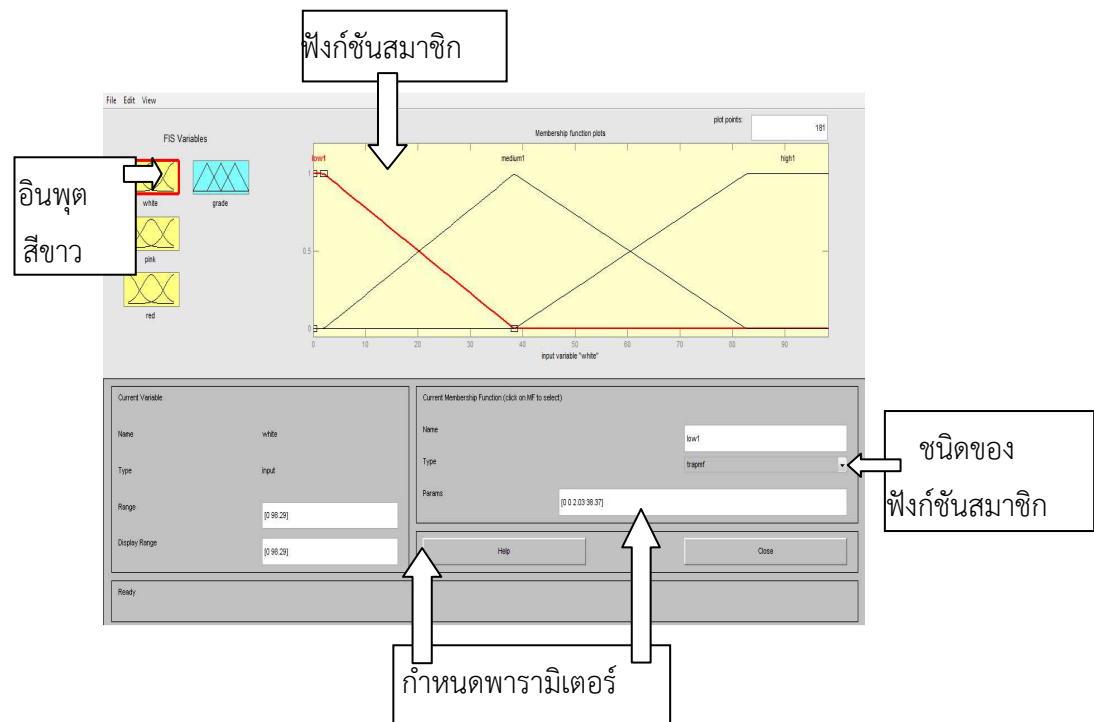 ฟังก์ชันสมาชิก
File Edit View
FIS Variables
Membership function plots
plot points:
181
อินพุต
สีขาว
white
grade
pink
red
low1
medium1
high1
1
0.5
0
0 10 20 30 40 50 60 70 80 90
input variable "white"
Current Variable
Name
white
Type
input
Range
[0 98.29]
Display Range
[0 98.29]
Current Membership Function (click on MF to select)
Name
low1
Type
trapmf
Params
[0 0 2.03 38.37]
ชนิดของ
ฟังก์ชันสมาชิก
Help
Close
Ready
กำหนดพารามิเตอร์